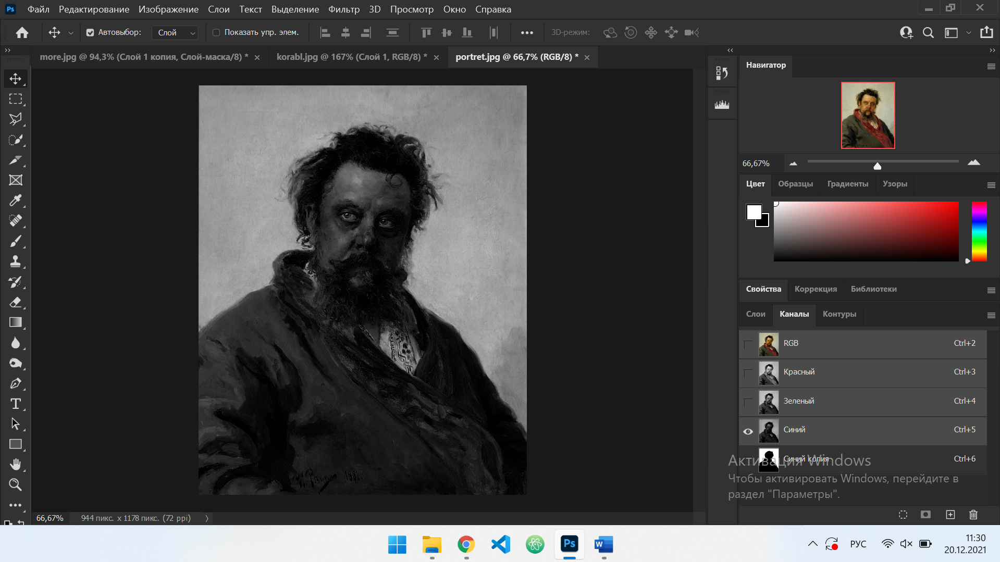 Ps Файл Редактирование Изображение Слои Текст Выделение Фильтр 3D Просмотр Окно Справка
Автовыбор: Слой Показать упр. элем. 3D-режим:
more.jpg @ 94,3% (Слой 1 копия, Слой-маска/8) * korabl.jpg @ 167% (Слой 1, RGB/8) * portret.jpg @ 66,7% (RGB/8) *
Навигатор
66,67%
Цвет Образцы Градиенты Узоры
Свойства Коррекция Библиотеки
Слои Каналы Контуры
RGB Ctrl+2
Красный Ctrl+3
Зеленый Ctrl+4
Синий Ctrl+5
Синий копия Ctrl+6
Активация Windows
Чтобы активировать Windows, перейдите в
раздел "Параметры".
66,67% 944 пикс. x 1178 пикс. (72 ppi)
Ps W РУС 11:30
20.12.2021